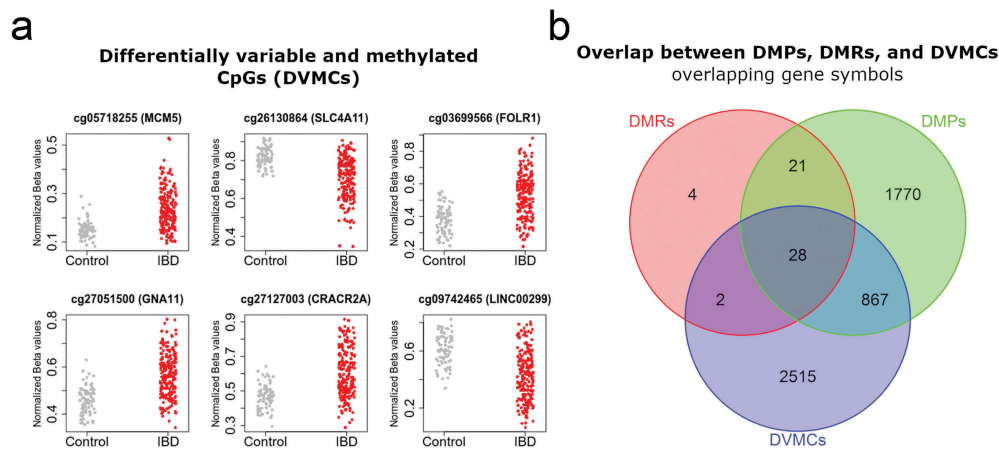 a
Differentially variable and methylated
CpGs (DVMCs)
cg05718255 (MCM5)
Normalized Beta values
0.5
0.3
0.1
Control
IBD
cg26130864 (SLC4A11)
Normalized Beta values
0.8
0.6
0.4
Control
IBD
cg03699566 (FOLR1)
Normalized Beta values
0.8
0.6
0.4
0.2
Control
IBD
cg27051500 (GNA11)
Normalized Beta values
0.8
0.6
0.4
Control
IBD
cg27127003 (CRACR2A)
Normalized Beta values
0.9
0.7
0.5
0.3
Control
IBD
cg09742465 (LINC00299)
Normalized Beta values
0.6
0.2
Control
IBD
b
Overlap between DMPs, DMRs, and DVMCs
overlapping gene symbols
DMRs
DMPs
21
4
1770
28
2
867
2515
DVMCs